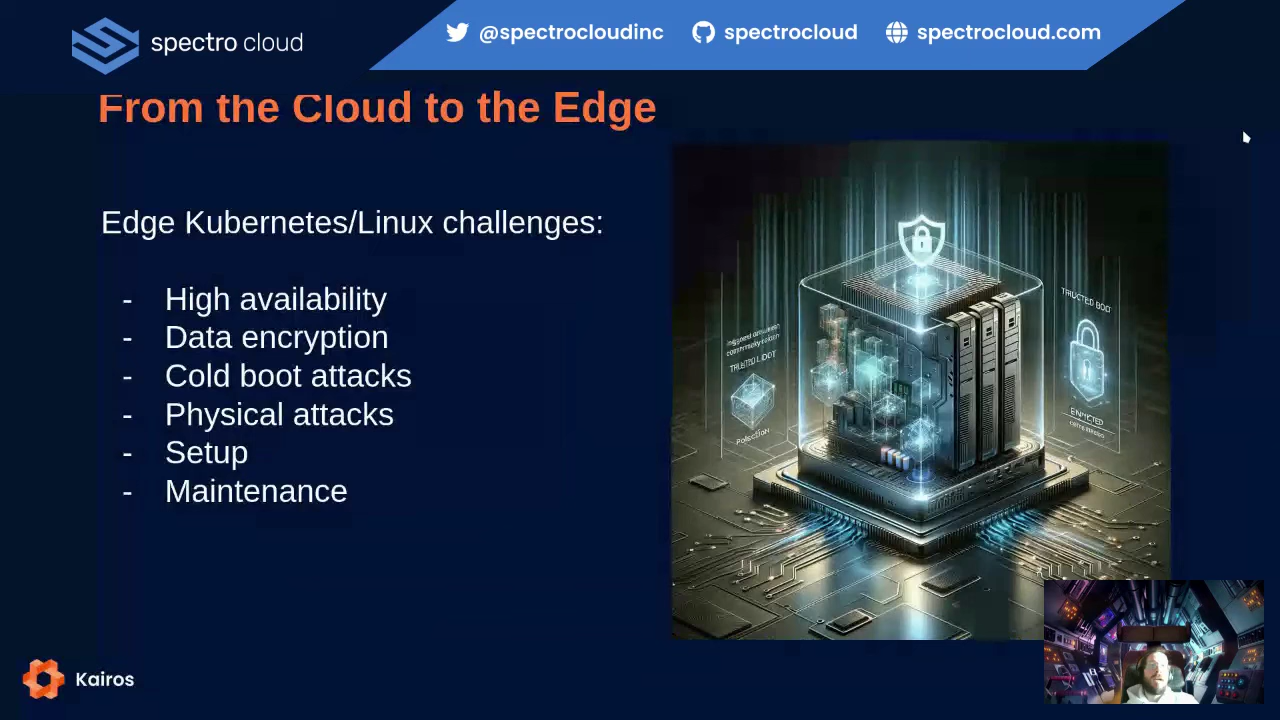 spectro cloud
@spectrocloudinc
spectrocloud
spectrocloud.com
From the Cloud to the Edge
Edge Kubernetes/Linux challenges:
- High availability
- Data encryption
- Cold boot attacks
- Physical attacks
- Setup
- Maintenance
Kairos